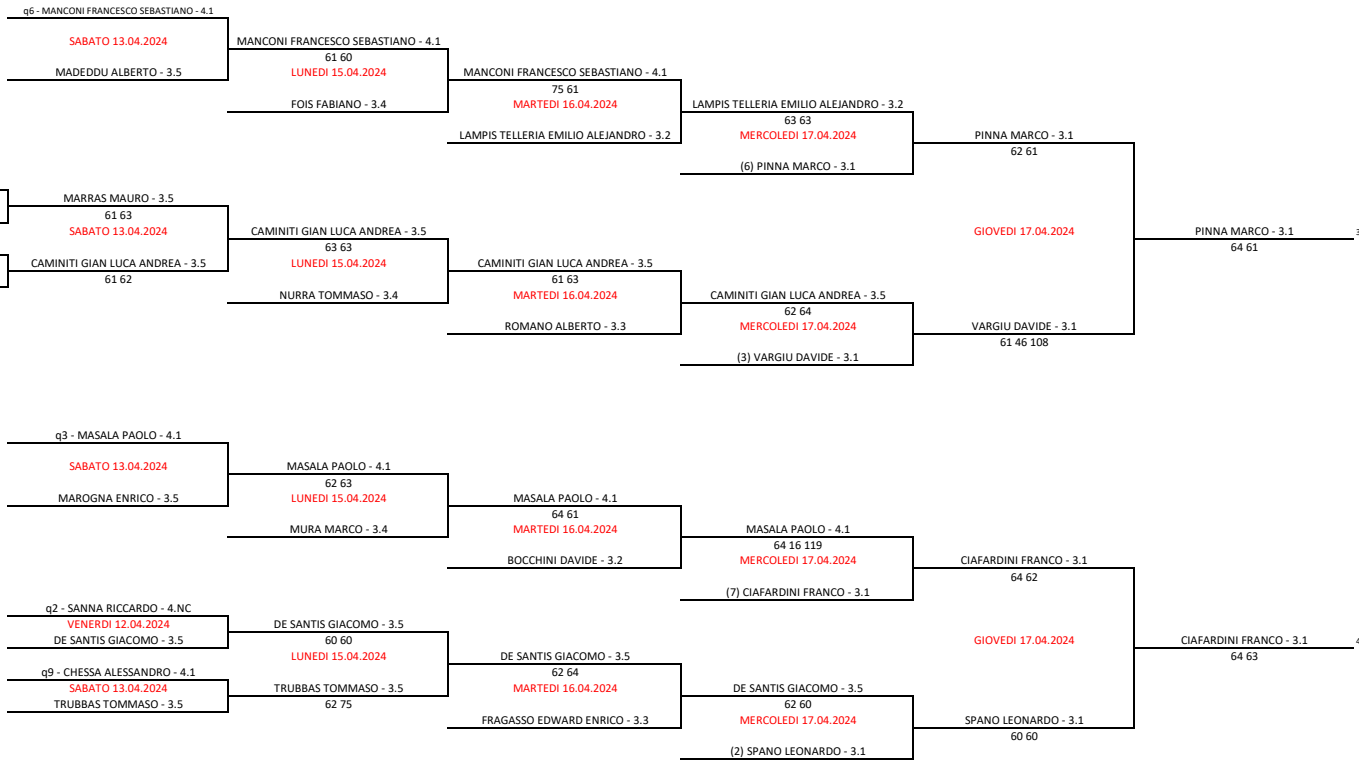 q6 - MANCONI FRANCESCO SEBASTIANO - 4.1
SABATO 13.04.2024
MANCONI FRANCESCO SEBASTIANO - 4.1
61 60
MADEDDU ALBERTO - 3.5
LUNEDI 15.04.2024
MANCONI FRANCESCO SEBASTIANO - 4.1
75 61
FOIS FABIANO - 3.4
MARTEDI 16.04.2024
LAMPIS TELLERIA EMILIO ALEJANDRO - 3.2
63 63
LAMPIS TELLERIA EMILIO ALEJANDRO - 3.2
MERCOLEDI 17.04.2024
PINNA MARCO - 3.1
62 61
(6) PINNA MARCO - 3.1
MARRAS MAURO - 3.5
61 63
SABATO 13.04.2024
CAMINITI GIAN LUCA ANDREA - 3.5
63 63
GIOVEDI 17.04.2024
PINNA MARCO - 3.1
64 61
CAMINITI GIAN LUCA ANDREA - 3.5
61 62
LUNEDI 15.04.2024
CAMINITI GIAN LUCA ANDREA - 3.5
61 63
NURRA TOMMASO - 3.4
MARTEDI 16.04.2024
CAMINITI GIAN LUCA ANDREA - 3.5
62 64
ROMANO ALBERTO - 3.3
MERCOLEDI 17.04.2024
VARGIU DAVIDE - 3.1
61 46 108
(3) VARGIU DAVIDE - 3.1
q3 - MASALA PAOLO - 4.1
SABATO 13.04.2024
MASALA PAOLO - 4.1
62 63
MAROGNA ENRICO - 3.5
LUNEDI 15.04.2024
MASALA PAOLO - 4.1
64 61
MURA MARCO - 3.4
MARTEDI 16.04.2024
MASALA PAOLO - 4.1
64 16 119
BOCCHINI DAVIDE - 3.2
MERCOLEDI 17.04.2024
CIAFARDINI FRANCO - 3.1
64 62
(7) CIAFARDINI FRANCO - 3.1
q2 - SANNA RICCARDO - 4.NC
VENERDI 12.04.2024
DE SANTIS GIACOMO - 3.5
DE SANTIS GIACOMO - 3.5
60 60
LUNEDI 15.04.2024
GIOVEDI 17.04.2024
CIAFARDINI FRANCO - 3.1
64 63
DE SANTIS GIACOMO - 3.5
62 64
q9 - CHESSA ALESSANDRO - 4.1
SABATO 13.04.2024
TRUBBAS TOMMASO - 3.5
TRUBBAS TOMMASO - 3.5
62 75
MARTEDI 16.04.2024
DE SANTIS GIACOMO - 3.5
62 60
FRAGASSO EDWARD ENRICO - 3.3
MERCOLEDI 17.04.2024
SPANO LEONARDO - 3.1
60 60
(2) SPANO LEONARDO - 3.1